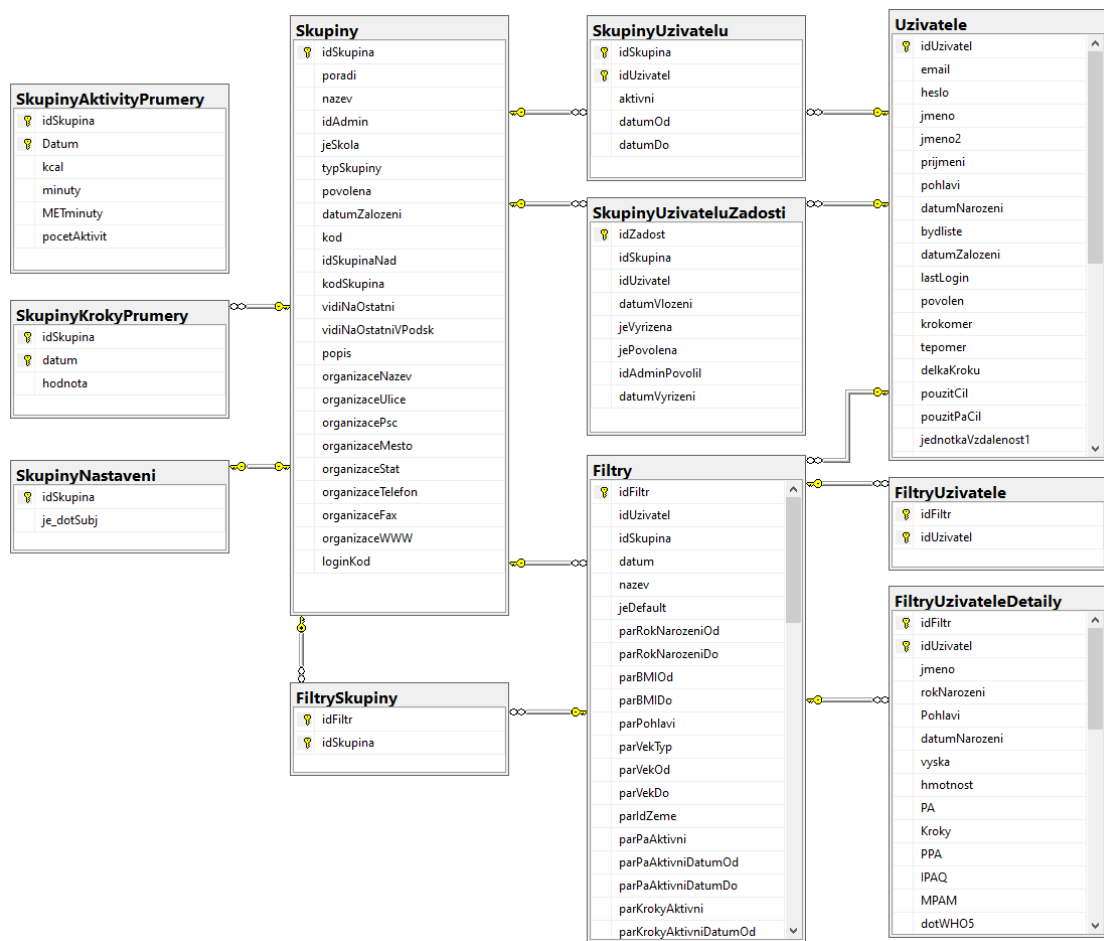 SkupinyAktivityPrumery
idSkupina
Datum
kcal
minuty
METminuty
pocetAktivit
SkupinyKrokyPrumery
idSkupina
datum
hodnota
SkupinyNastaveni
idSkupina
je_dotSubj
Skupiny
idSkupina
poradi
nazev
idAdmin
jeSkola
typSkupiny
povolena
datumZalozeni
kod
idSkupinaNad
kodSkupina
vidiNaOstatni
vidiNaOstatniVPodsk
popis
organizaceNazev
organizaceUlice
organizacePsc
organizaceMesto
organizaceStat
organizaceTelefon
organizaceFax
organizaceWWW
loginKod
FiltrySkupiny
idFiltr
idSkupina
SkupinyUzivatelu
idSkupina
idUzivatel
aktivni
datumOd
datumDo
SkupinyUzivateluZadosti
idZadost
idSkupina
idUzivatel
datumVlozeni
jeVyrizena
jePovolena
idAdminPovolil
datumVyrizeni
Filtry
idFiltr
idUzivatel
idSkupina
datum
nazev
jeDefault
parRokNarozeniOd
parRokNarozeniDo
parBMIOd
parBMIDo
parPohlavi
parVekTyp
parVekOd
parVekDo
parIdZeme
parPaAktivni
parPaAktivniDatumOd
parPaAktivniDatumDo
parKrokyAktivni
parKrokyAktivniDatumOd
Uzivatele
idUzivatel
email
heslo
jmeno
jmeno2
prijmeni
pohlavi
datumNarozeni
bydliste
datumZalozeni
lastLogin
povolen
krokomer
tepomer
delkaKroku
pouzitCil
pouzitPaCil
jednotkaVzdalenost1
FiltryUzivatele
idFiltr
idUzivatel
FiltryUzivateleDetaily
idFiltr
idUzivatel
jmeno
rokNarozeni
Pohlavi
datumNarozeni
vyska
hmotnost
PA
Kroky
PPA
IPAQ
MPAM
dotWHO5